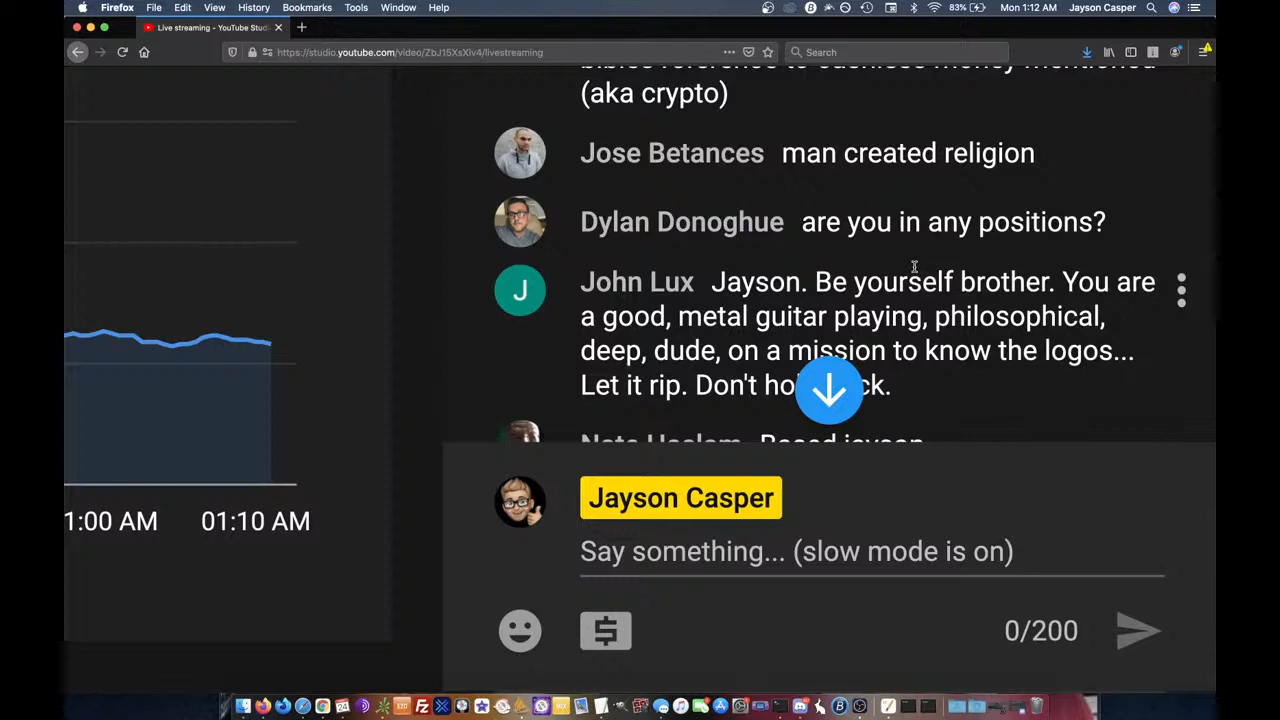 Firefox File Edit View History Bookmarks Tools Window Help 83% Mon 1:12 AM Jayson Casper
Live streaming - YouTube Studi
https://studio.youtube.com/video/ZbJ15XsXiv4/livestreaming Search
(aka crypto)
Jose Betances man created religion
Dylan Donoghue are you in any positions?
John Lux Jayson. Be yourself brother. You are
J
a good, metal guitar playing, philosophical,
deep, dude, on a mission to know the logos...
Let it rip. Don't ho ck.
Jayson Casper
1:00 AM 01:10 AM
Say something... (slow mode is on)
0/200